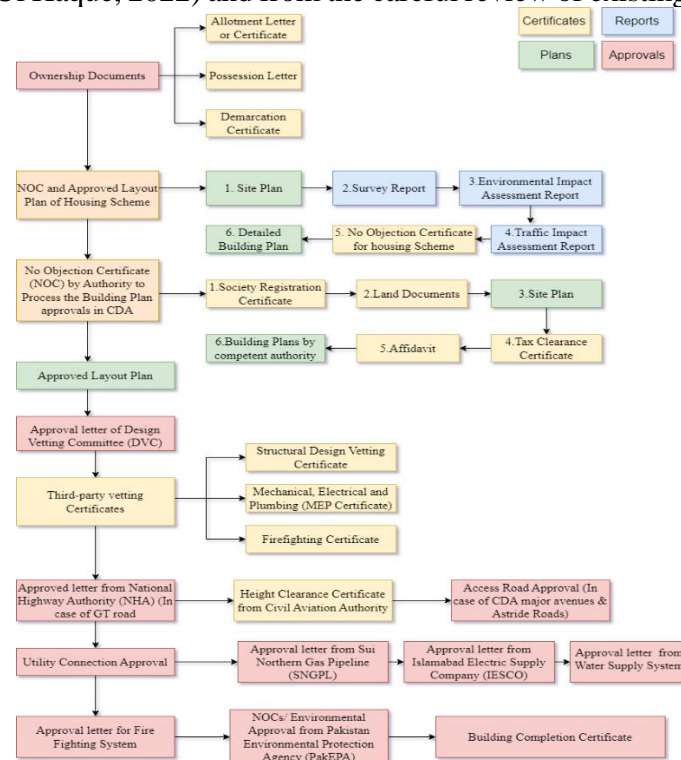 Haque, 2022) and from the careful review of existing
Certificates
Reports
Plans
Approvals
Allotment Letter
or Certificate
Ownership Documents
Possession Letter
Demarcation
Certificate
NOC and Approved Layout
Plan of Housing Scheme
1. Site Plan
2.Survey Report
3.Environmental Impact
Assessment Report
6. Detailed
Building Plan
5. No Objection Certificate
for housing Scheme
4.Traffic Impact
Assessment Report
No Objection Certificate
(NOC) by Authority to
Process the Building Plan
approvals in CDA
1.Society Registration
Certificate
2.Land Documents
3.Site Plan
6.Building Plans by
competent authority
5.Affidavit
4.Tax Clearance
Certificate
Approved Layout Plan
Approval letter of Design
Vetting Committee (DVC)
Third-party vetting
Certificates
Structural Design Vetting
Certificate
Mechanical, Electrical and
Plumbing (MEP Certificate)
Firefighting Certificate
Approved letter from National
Highway Authority (NHA) (In
case of GT road
Height Clearance Certificate
from Civil Aviation Authority
Access Road Approval (In
case of CDA major avenues &
Astride Roads)
Utility Connection Approval
Approval letter from Sui
Northern Gas Pipeline
(SNGPL)
Approval letter from
Islamabad Electric Supply
Company (IESCO)
Approval letter from
Water Supply System
Approval letter for Fire
Fighting System
NOCs/ Environmental
Approval from Pakistan
Environmental Protection
Agency (PakEPA)
Building Completion Certificate